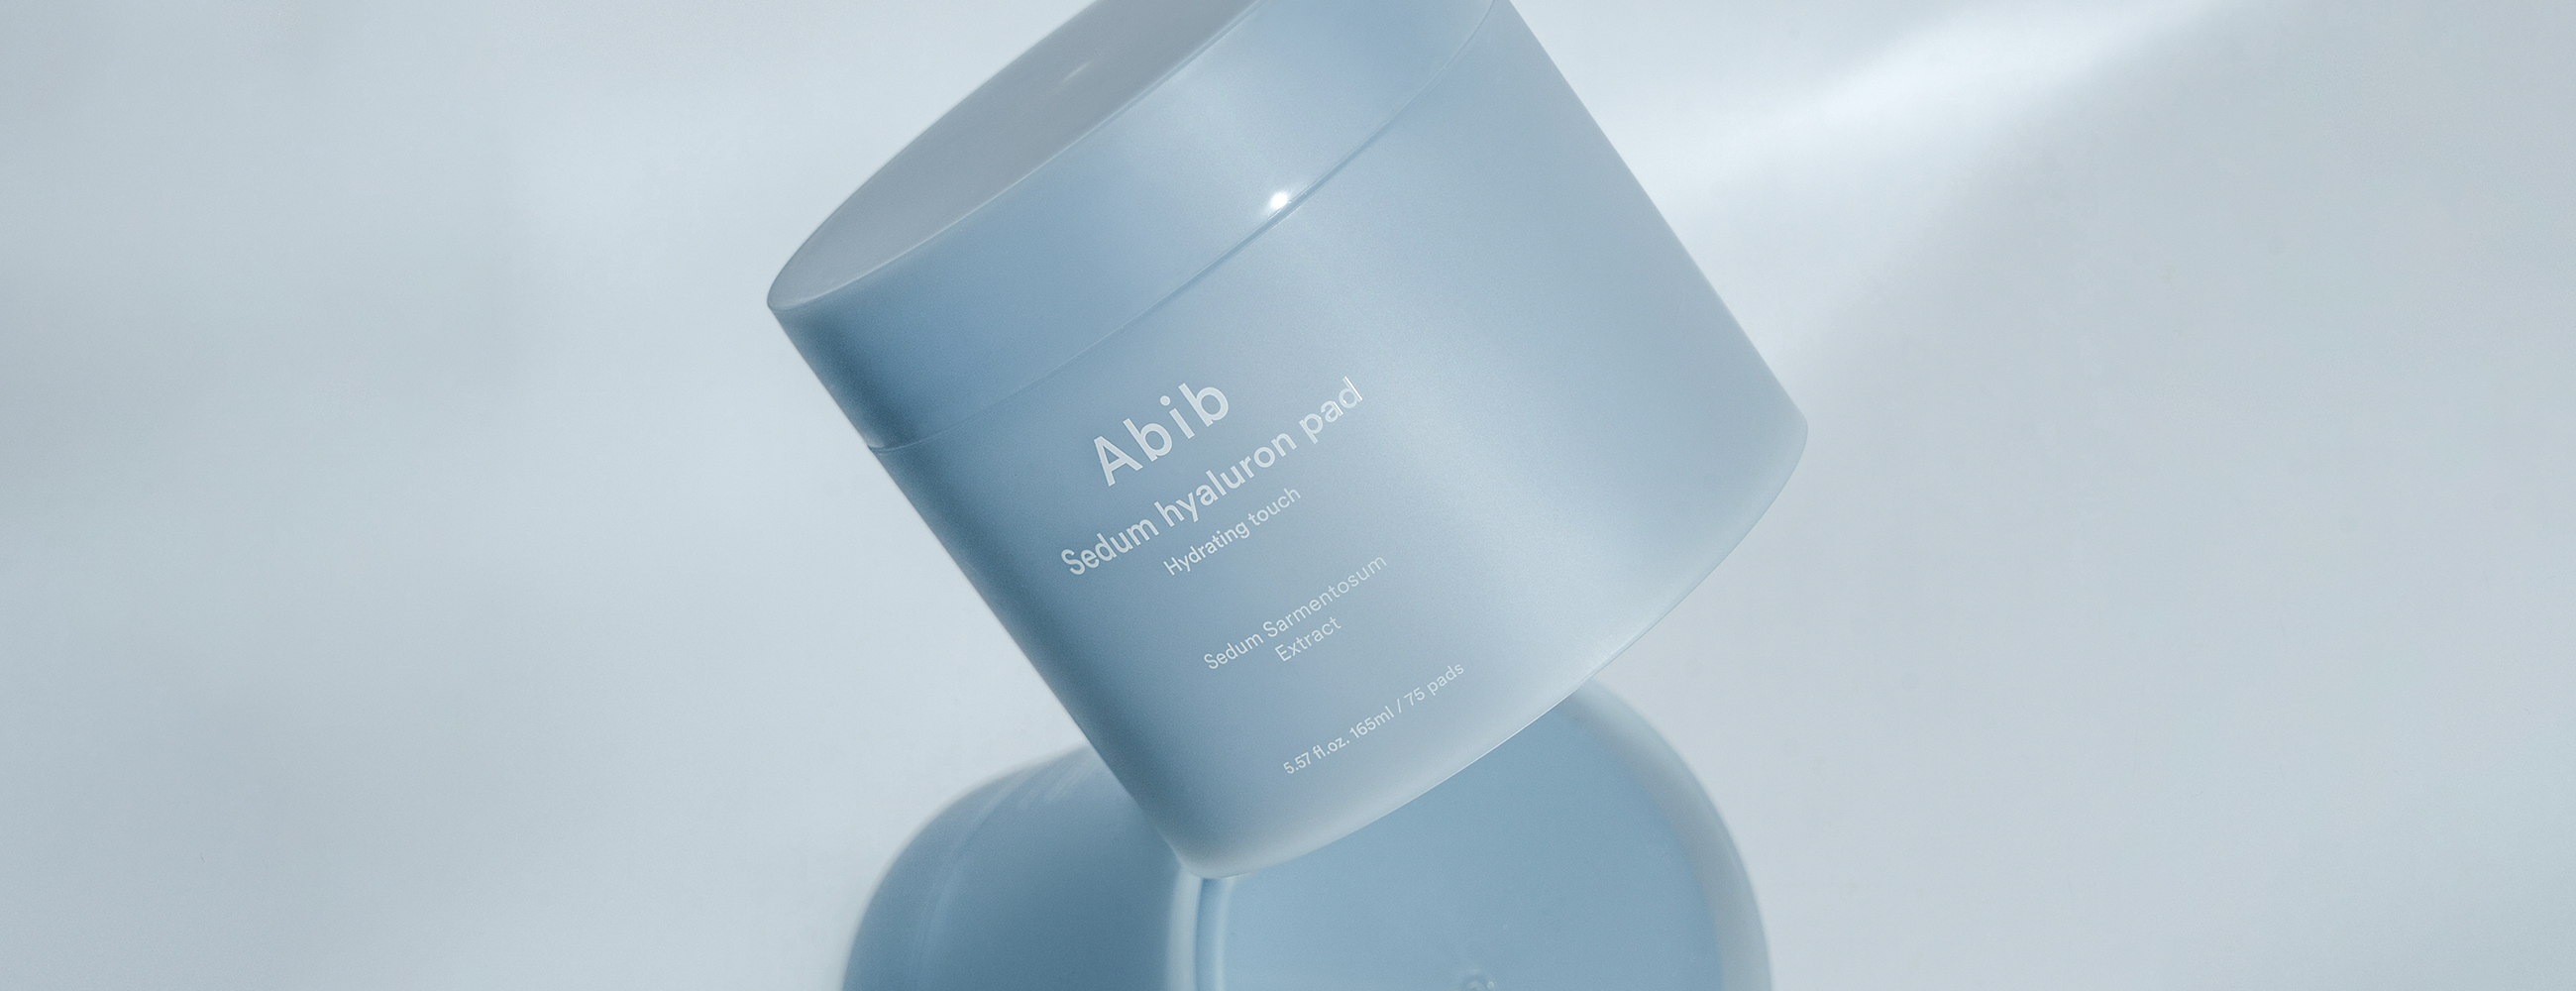 Abib
Sedum hyaluron pad
Hydrating touch
Sedum Sarmentosum
Extract
5.57 fl.oz. 165ml / 75 pads